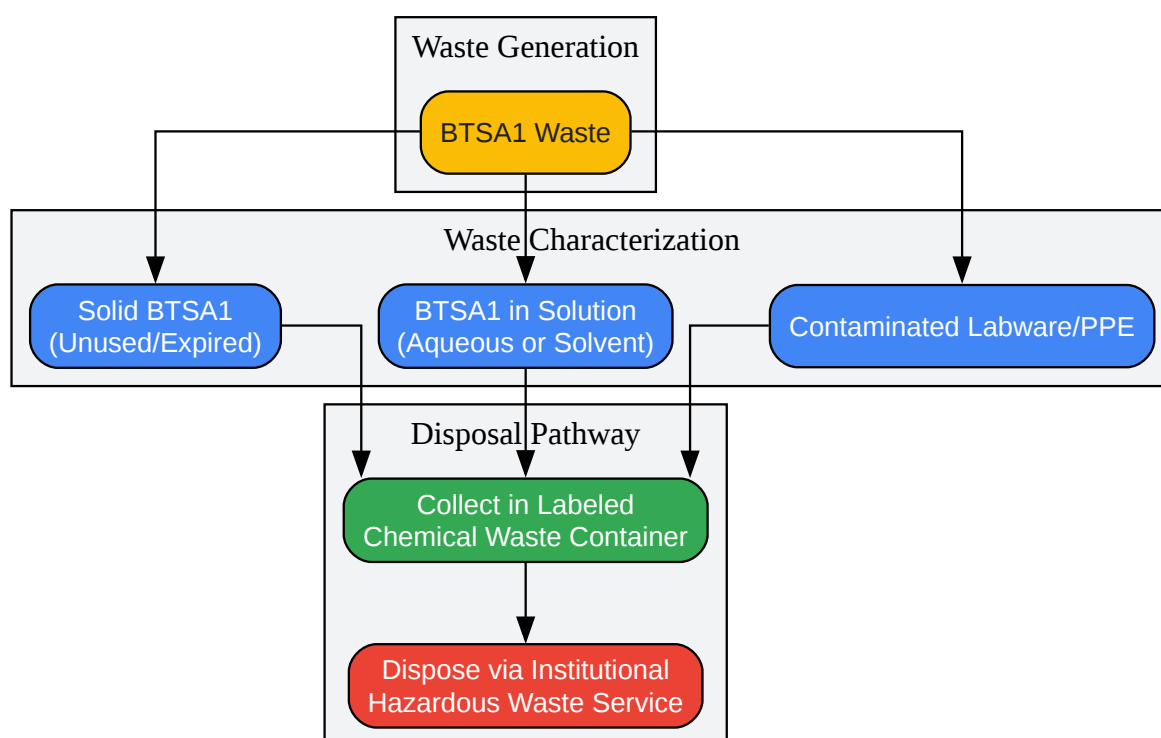 Waste Generation
BTSA1 Waste
Waste Characterization
Solid BTSA1
(Unused/Expired)
BTSA1 in Solution
(Aqueous or Solvent)
Contaminated Labware/PPE
Disposal Pathway
Collect in Labeled
Chemical Waste Container
Dispose via Institutional
Hazardous Waste Service